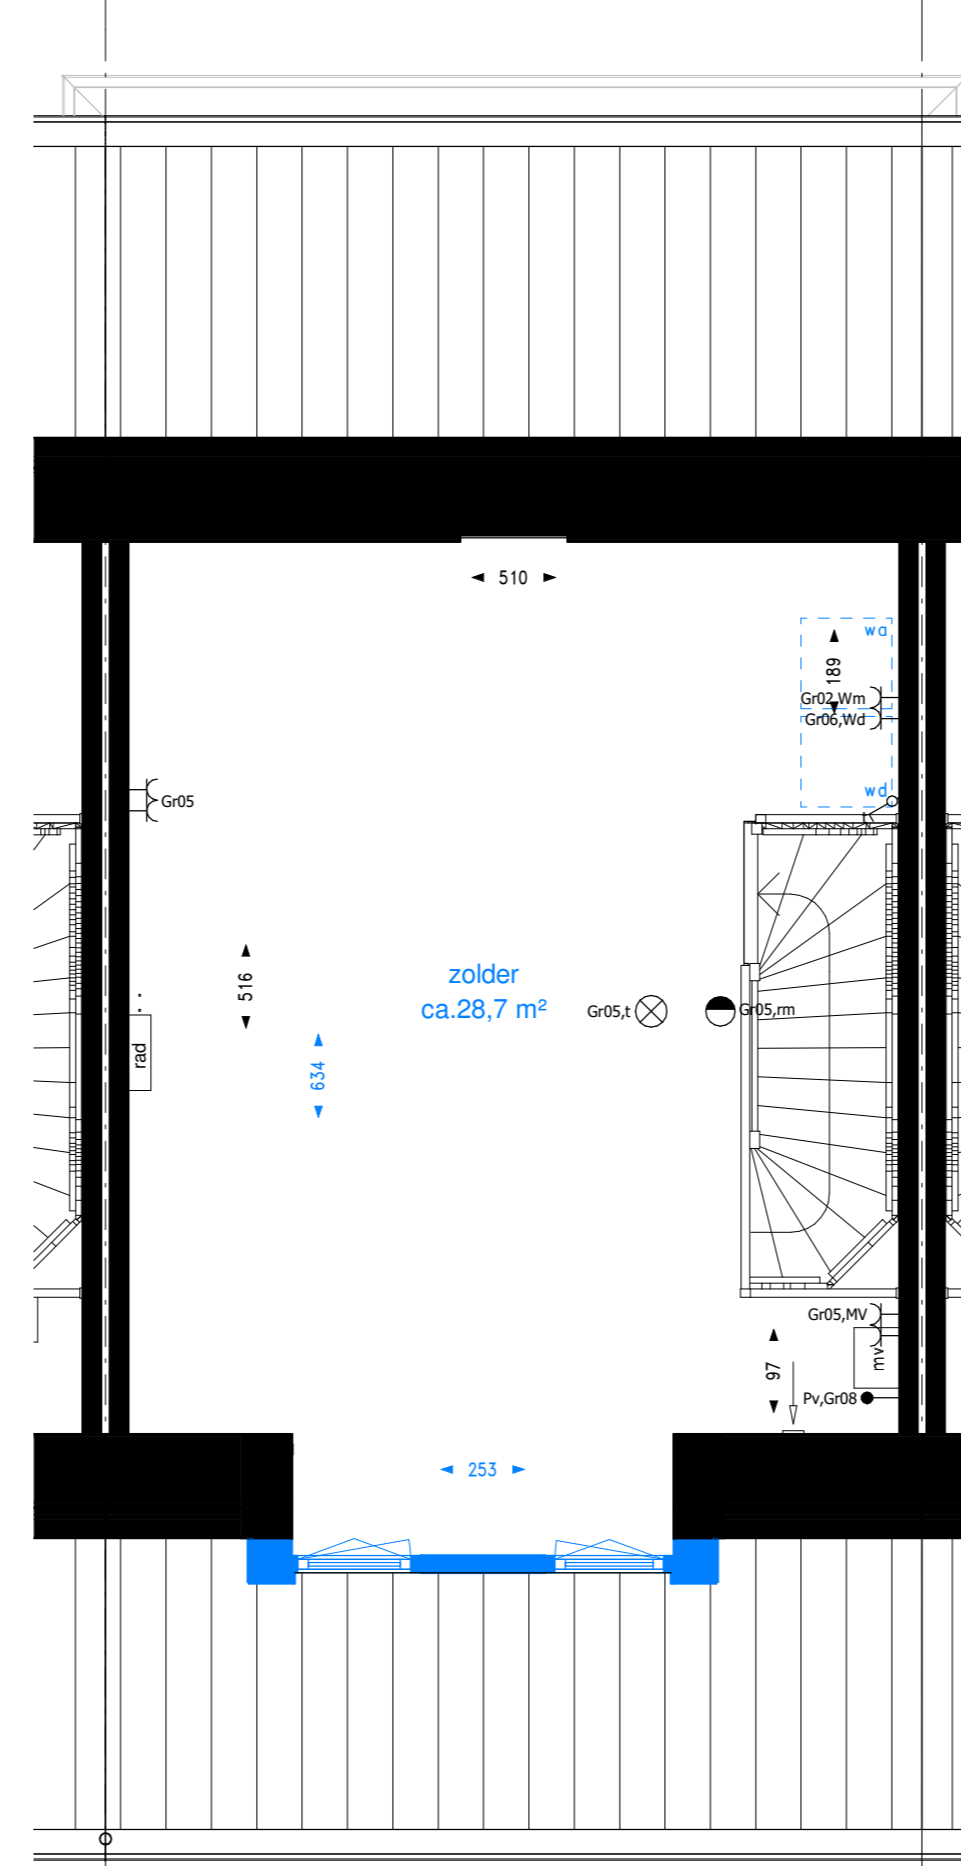 510
wa
189
Gr02,Wm
Gr06,Wd
wd
Gr05
516
zolder
ca.28,7 m²
Gr05,t
Gr05,rm
rad
634
Gr05,MV
mv
97
Pv,Gr08
253